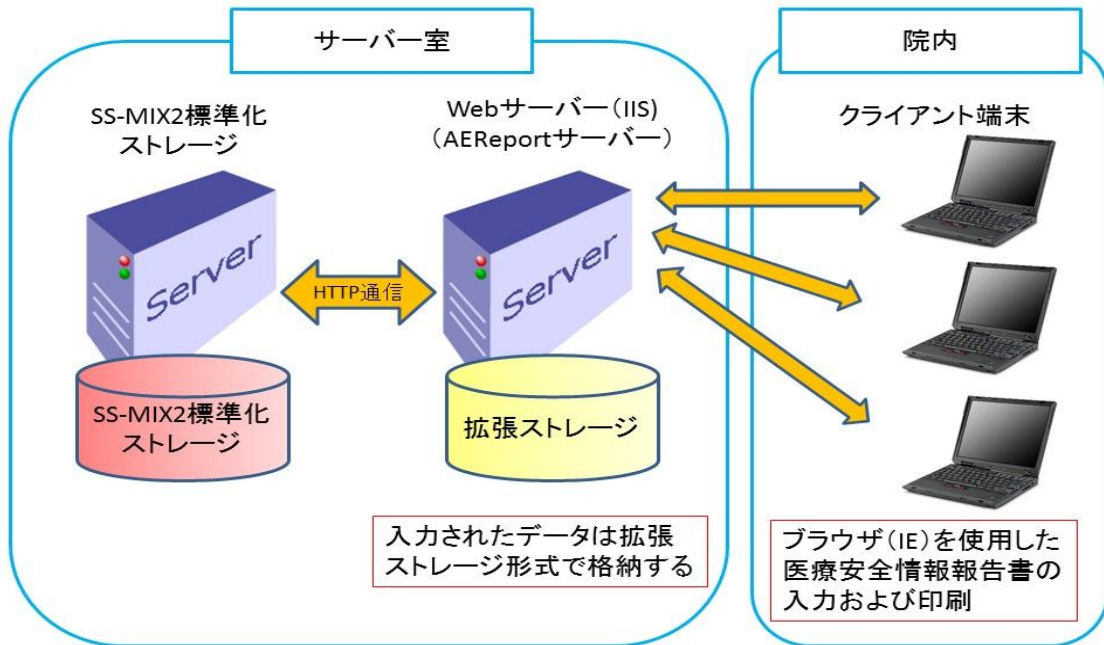 サーバー室
院内
SS-MIX2標準化
ストレージ
Webサーバー(IIS)
(AEReportサーバー)
クライアント端末
Server
HTTP通信
Server
SS-MIX2標準化
ストレージ
拡張ストレージ
入力されたデータは拡張
ストレージ形式で格納する
ブラウザ(IE)を使用した
医療安全情報報告書の
入力および印刷